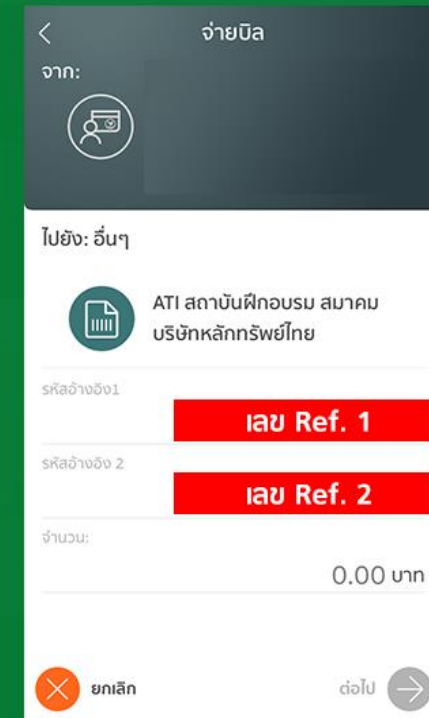 จ่ายบิล
จาก:
ไปยัง: อื่นๆ
ATI สถาบันฝึกอบรม สมาคม
บริษัทหลักทรัพย์ไทย
รหัสอ้างอิง1
เลข Ref. 1
รหัสอ้างอิง 2
เลข Ref. 2
จำนวน:
0.00 บาท
ยกเลิก
ต่อไป